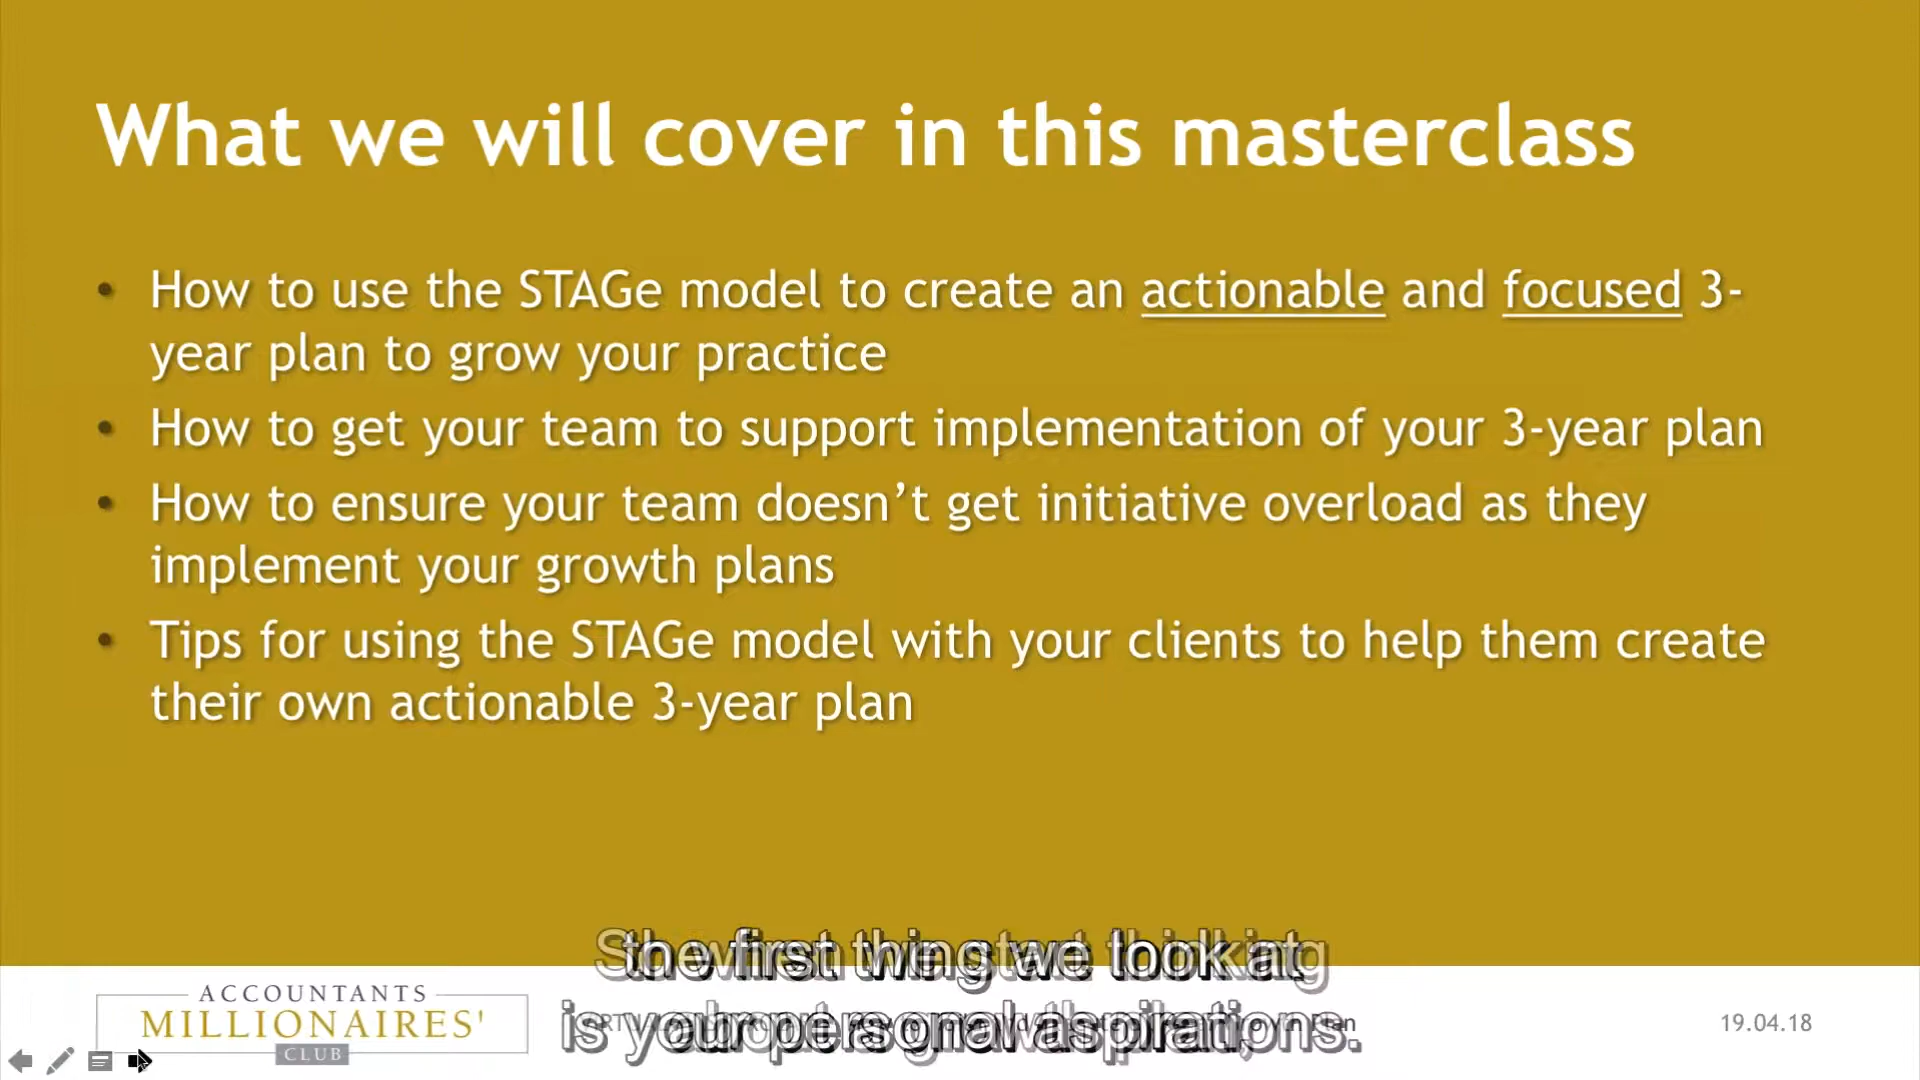 What we will cover in this masterclass
• How to use the STAGe model to create an actionable and focused 3-
year plan to grow your practice
• How to get your team to support implementation of your 3-year plan
• How to ensure your team doesn’t get initiative overload as they
implement your growth plans
• Tips for using the STAGe model with your clients to help them create
their own actionable 3-year plan
the first thing we look at
is your personal aspirations.
ACCOUNTANTS
MILLIONAIRES'
CLUB
19.04.18